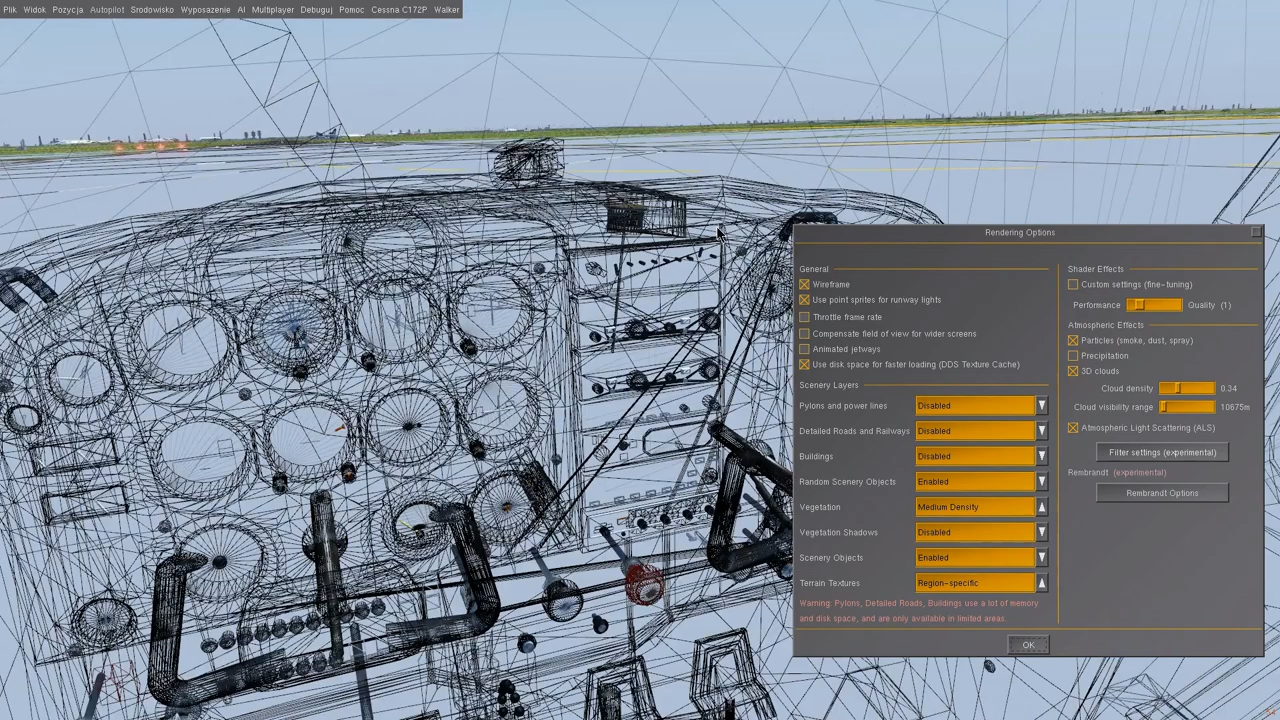 Plik Widok Pozycja Autopilot Środowisko Wyposażenie AI Multiplayer Debuguj Pomoc Cessna C172P Walker
Rendering Options
General
Wireframe
Use point sprites for runway lights
Throttle frame rate
Compensate field of view for wider screens
Animated jetways
Use disk space for faster loading (DDS Texture Cache)
Scenery Layers
Pylons and power lines Disabled
Detailed Roads and Railways Disabled
Buildings Disabled
Random Scenery Objects Enabled
Vegetation Medium Density
Vegetation Shadows Disabled
Scenery Objects Enabled
Terrain Textures Region-specific
Warning: Pylons, Detailed Roads, Buildings use a lot of memory
and disk space, and are only available in limited areas.
Shader Effects
Custom settings (fine-tuning)
Performance Quality (1)
Atmospheric Effects
Particles (smoke, dust, spray)
Precipitation
3D clouds
Cloud density 0.34
Cloud visibility range 10675m
Atmospheric Light Scattering (ALS)
Filter settings (experimental)
Rembrandt (experimental)
Rembrandt Options
OK